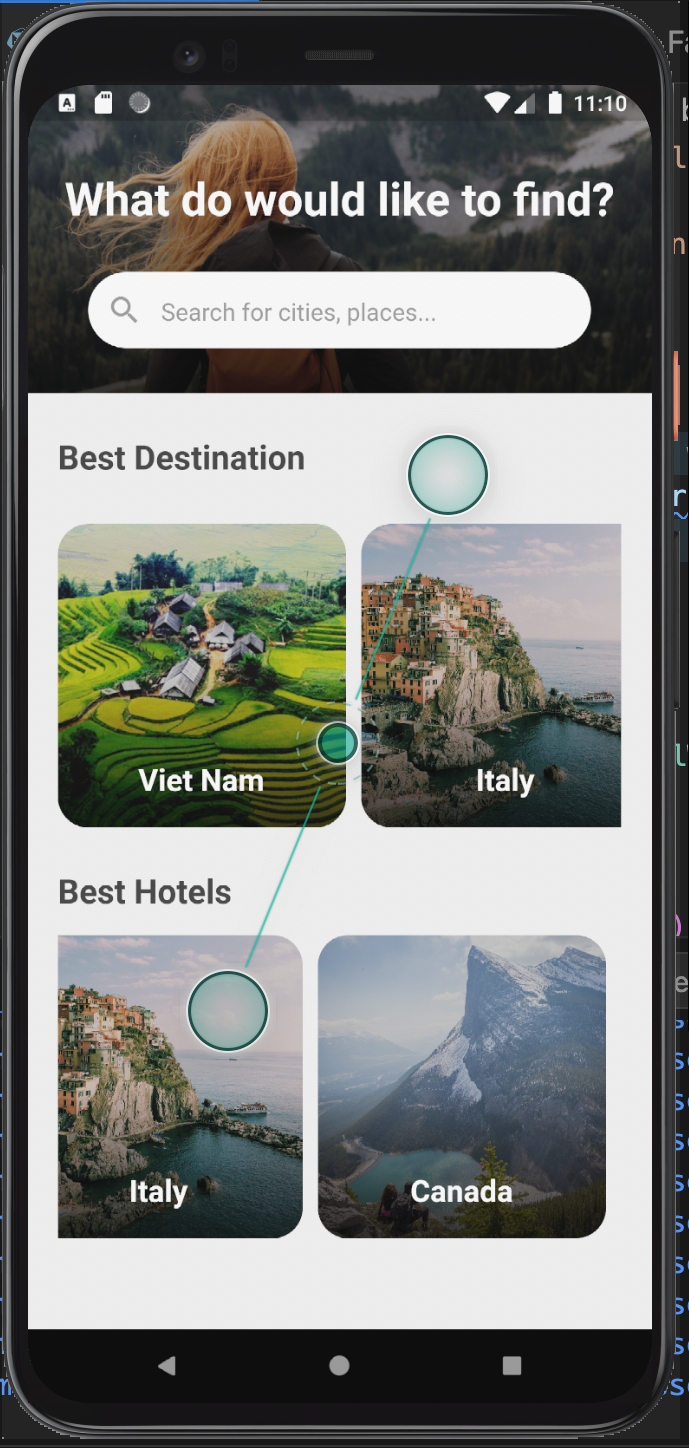 A
11:10
What do would like to find?
Search for cities, places...
Best Destination
Viet Nam
Italy
Best Hotels
Italy
Canada